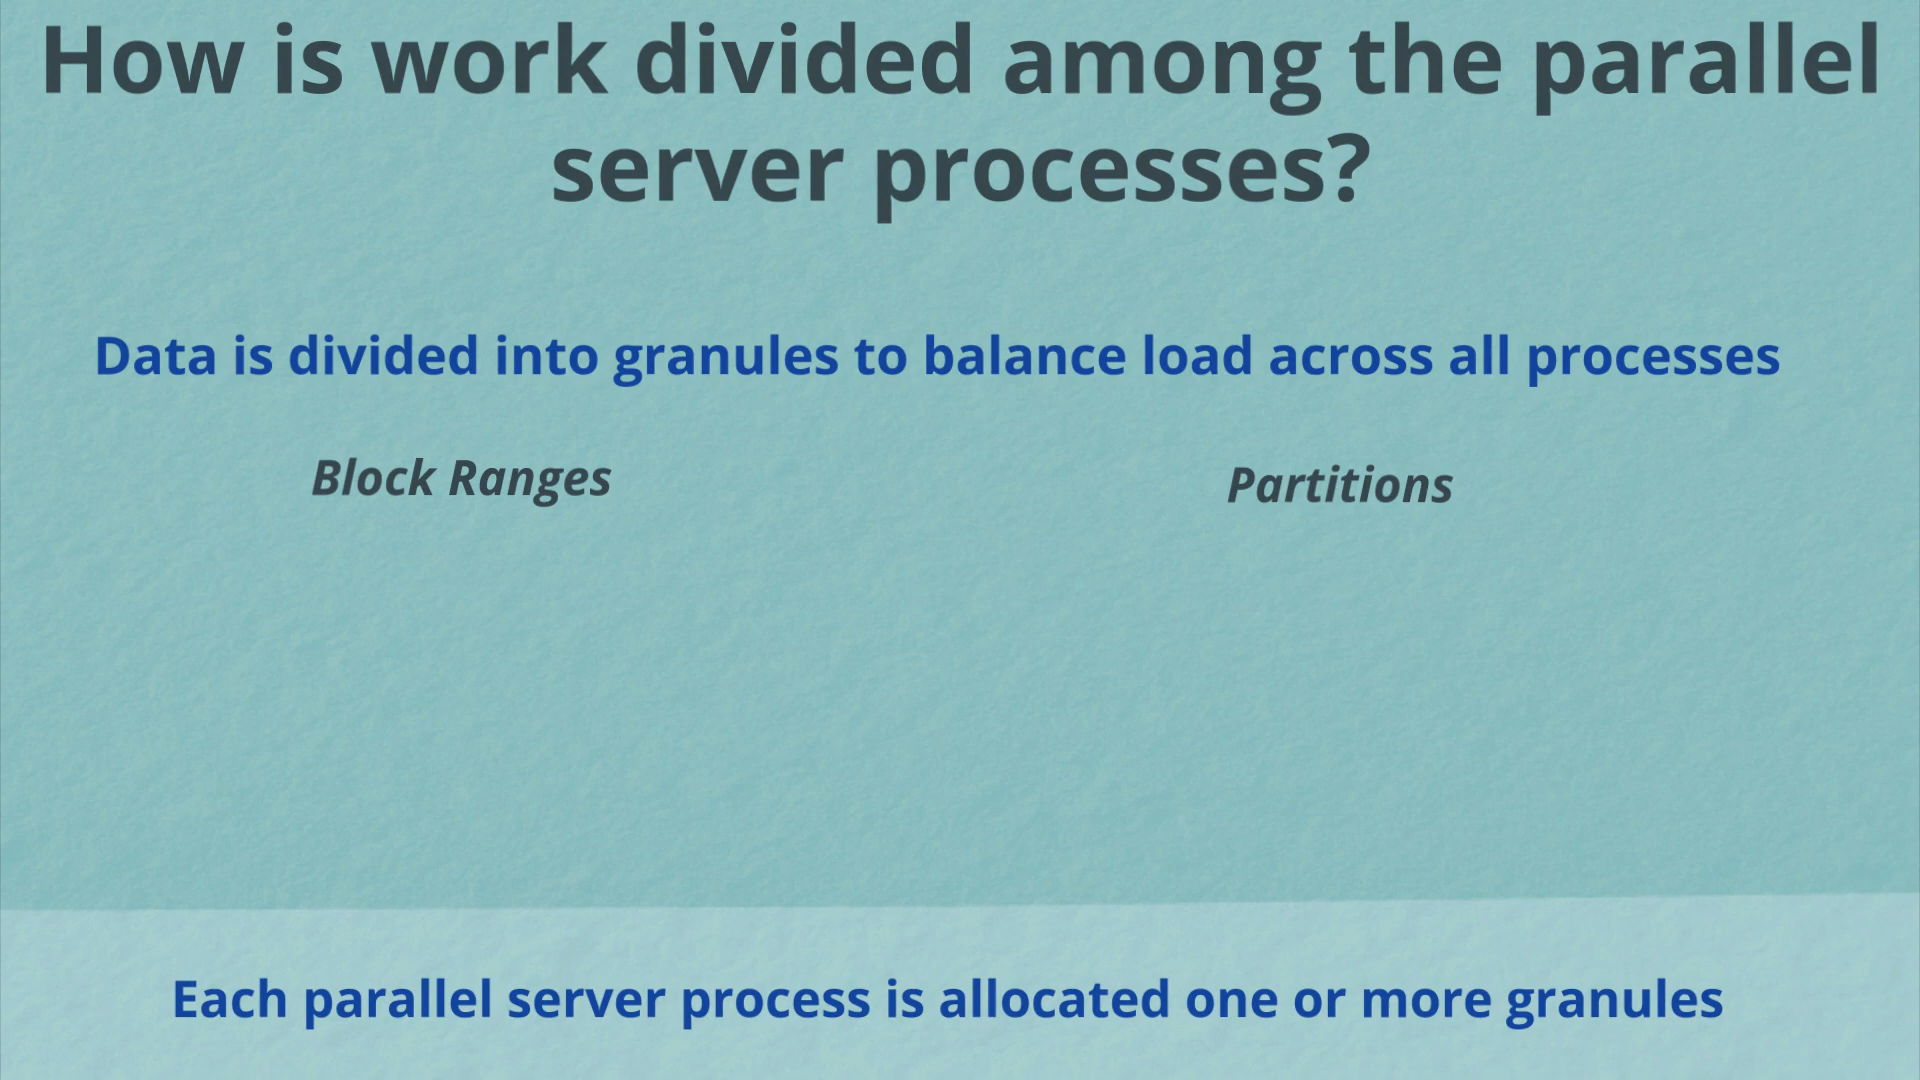 How is work divided among the parallel
server processes?
Data is divided into granules to balance load across all processes
Block Ranges
Partitions
Each parallel server process is allocated one or more granules